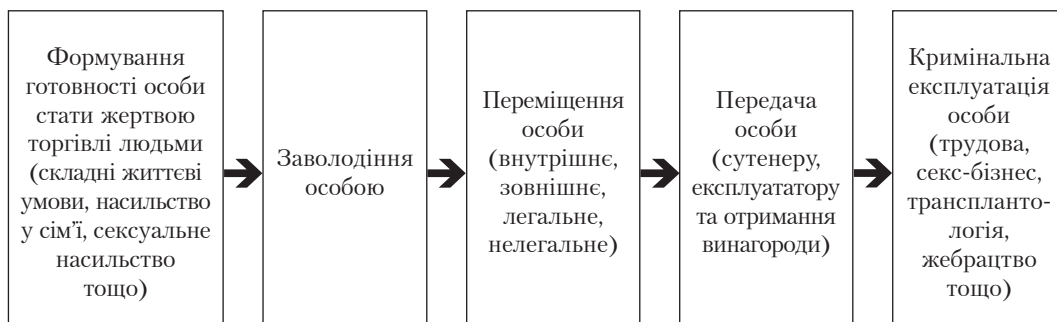 Формування
готовності особи
стати жертвою
торгівлі людьми
(складні життєві
умови, насильство
у сім’ї, сексуальне
насильство
тощо)
Заволодіння
особою
Переміщення
особи
(внутрішнє,
зовнішнє,
легальне,
нелегальне)
Передача
особи
(сутенеру,
експлуататору
та отримання
винагороди)
Кримінальна
експлуатація
особи
(трудова,
секс-бізнес,
транспланто-
логія,
жебрацтво
тощо)